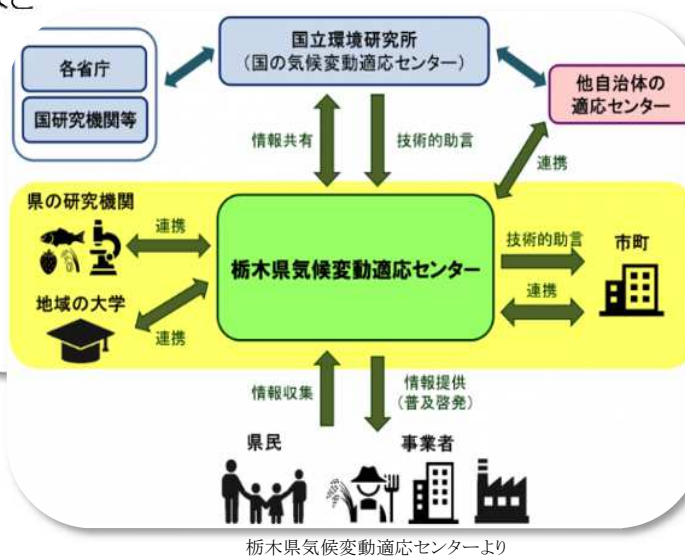 国立環境研究所
（国の気候変動適応センター）
各省庁
国研究機関等
他自治体の
適応センター
情報共有
技術的助言
連携
県の研究機関
連携
栃木県気候変動適応センター
技術的助言
市町
連携
地域の大学
連携
情報収集
情報提供
（普及啓発）
県民
事業者
栃木県気候変動適応センターより